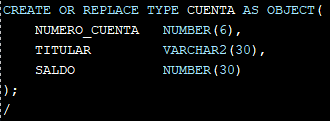 CREATE OR REPLACE TYPE CUENTA AS OBJECT(
    NUMERO_CUENTA   NUMBER(6),
    TITULAR         VARCHAR2(30),
    SALDO           NUMBER(30)
);
/